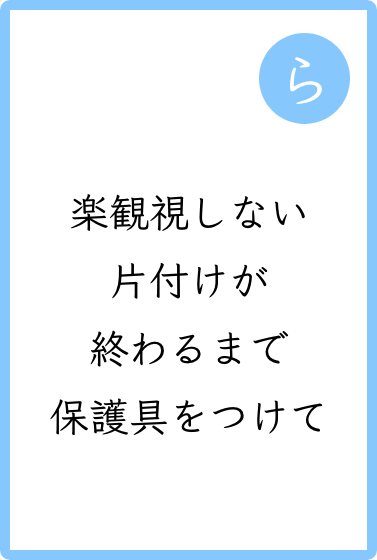 ら
楽観視しない
片付けが
終わるまで
保護具をつけて